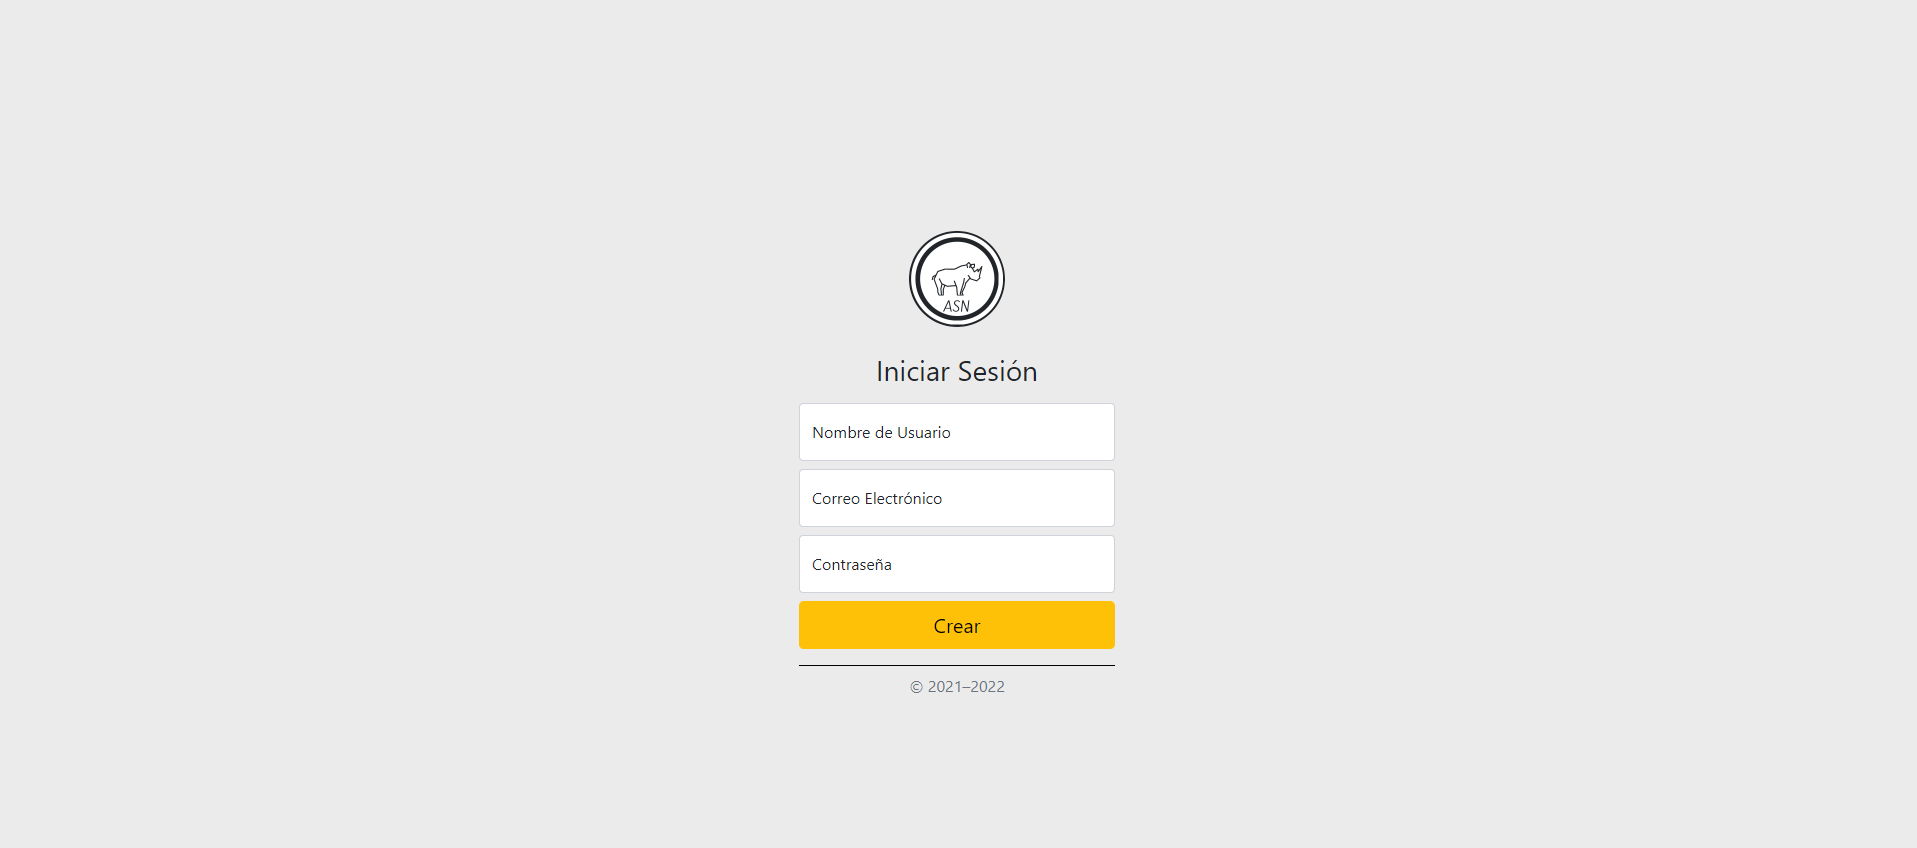 ASN
Iniciar Sesión
Nombre de Usuario
Correo Electrónico
Contraseña
Crear
© 2021–2022